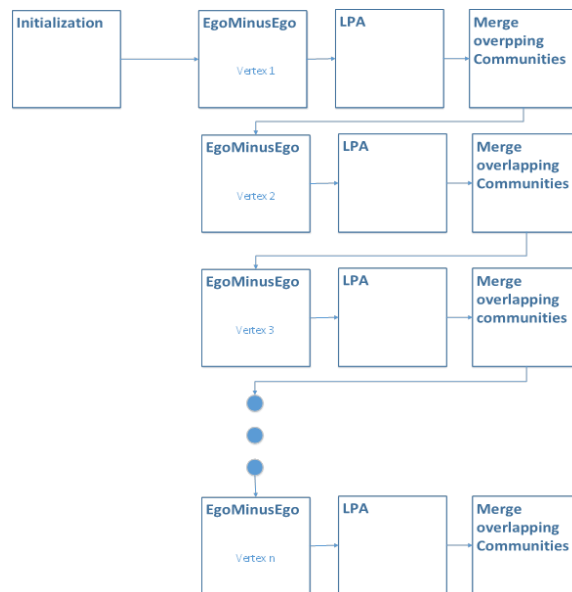 Initialization
EgoMinusEgo
Vertex 1
LPA
Merge
overpping
Communities
EgoMinusEgo
Vertex 2
LPA
Merge
overlapping
Communities
EgoMinusEgo
Vertex 3
LPA
Merge
overlapping
communities
EgoMinusEgo
Vertex n
LPA
Merge
overlapping
Communities